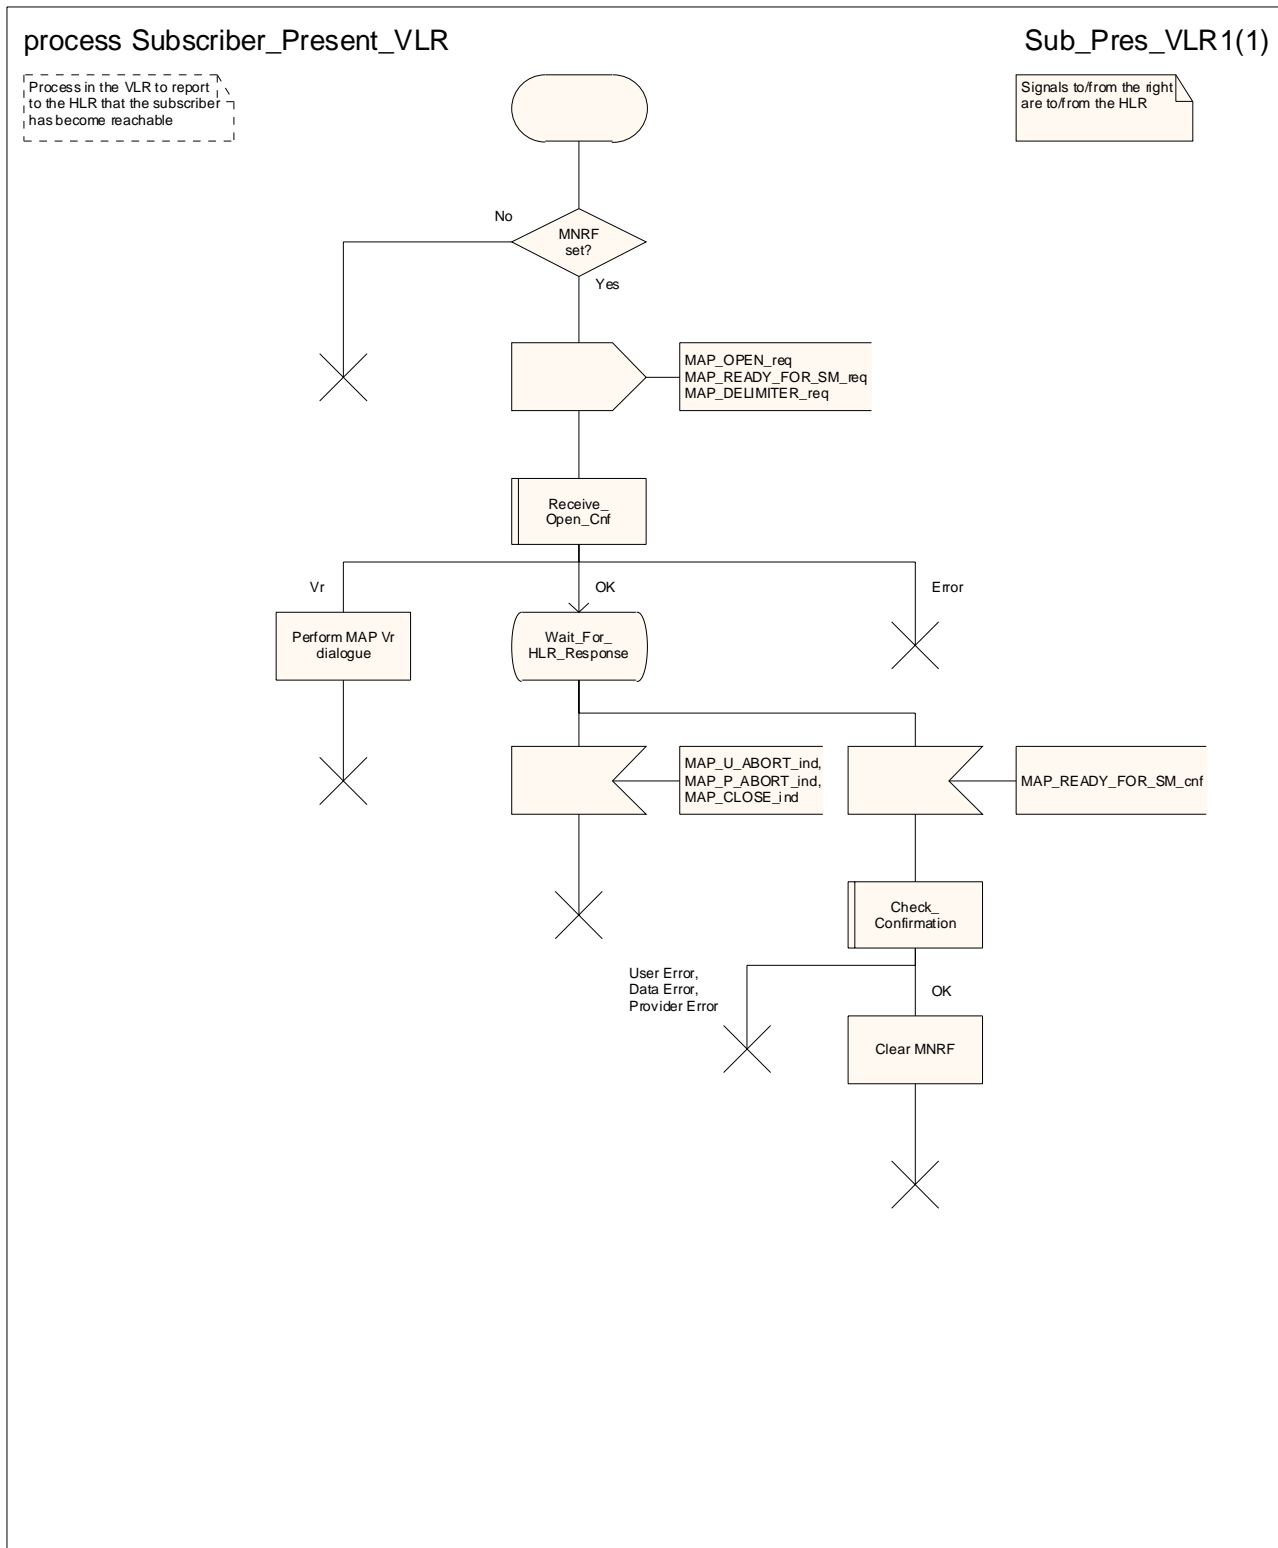 process Subscriber_Present_VLR
Sub_Pres_VLR1(1)
Process in the VLR to report
to the HLR that the subscriber
has become reachable
Signals to/from the right
are to/from the HLR
No
MNRF
set?
Yes
MAP_OPEN_req
MAP_READY_FOR_SM_req
MAP_DELIMITER_req
Receive_
Open_Cnf
Vr
OK
Error
Perform MAP Vr
dialogue
Wait_For_
HLR_Response
MAP_U_ABORT_ind,
MAP_P_ABORT_ind,
MAP_CLOSE_ind
MAP_READY_FOR_SM_cnf
Check_
Confirmation
User Error,
Data Error,
Provider Error
OK
Clear MNRF